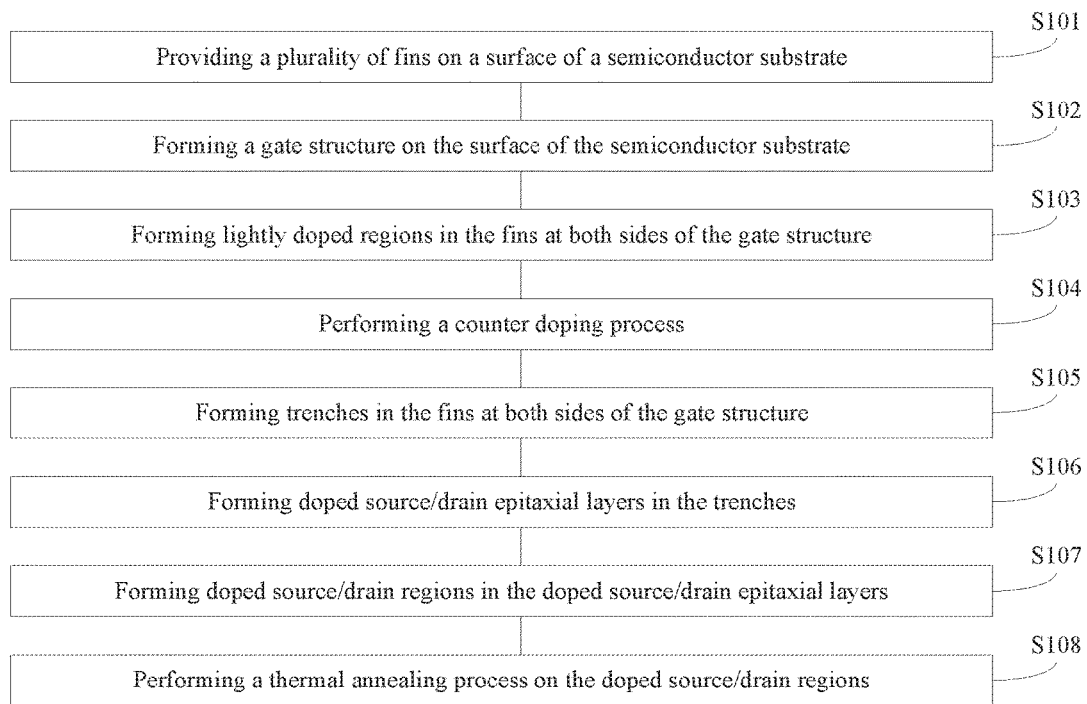 S101
Providing a plurality of fins on a surface of a semiconductor substrate
S102
Forming a gate structure on the surface of the semiconductor substrate
S103
Forming lightly doped regions in the fins at both sides of the gate structure
S104
Performing a counter doping process
S105
Forming trenches in the fins at both sides of the gate structure
S106
Forming doped source/drain epitaxial layers in the trenches
S107
Forming doped source/drain regions in the doped source/drain epitaxial layers
S108
Performing a thermal annealing process on the doped source/drain regions